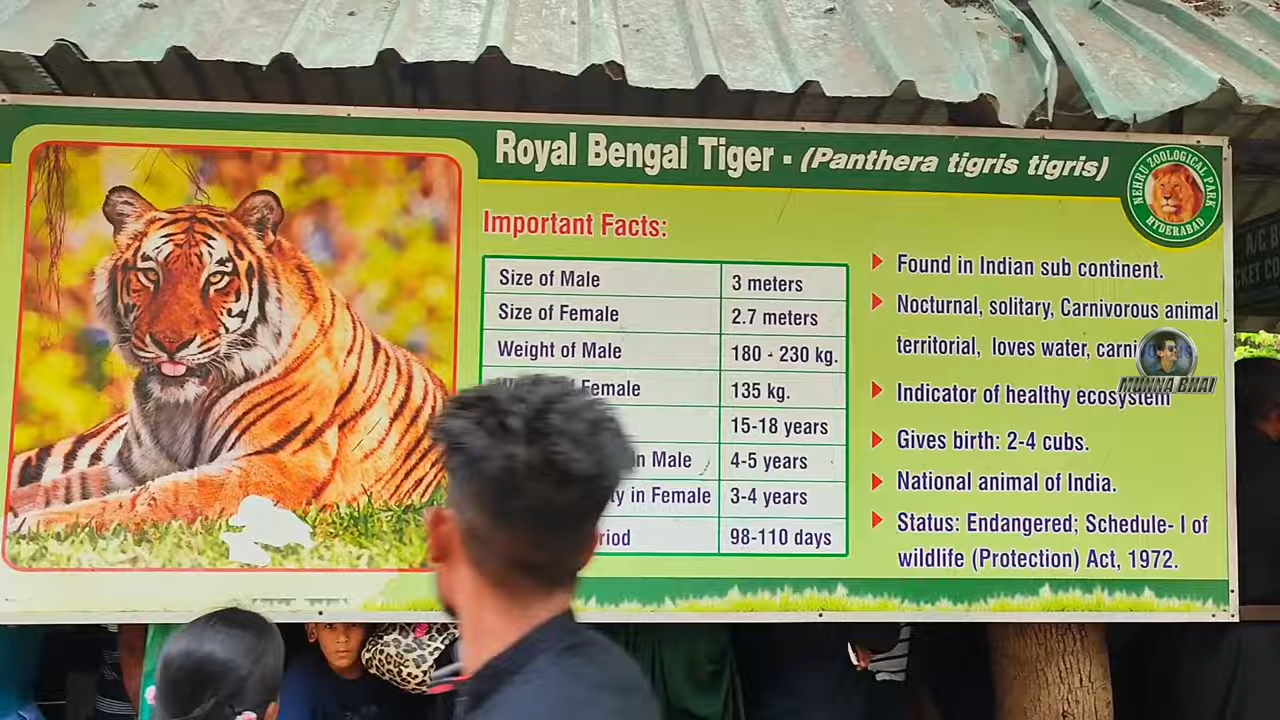 Royal Bengal Tiger - (Panthera tigris tigris)
NEHRU ZOOLOGICAL PARK
HYDERABAD
Important Facts:
Size of Male 3 meters
Size of Female 2.7 meters
Weight of Male 180 - 230 kg.
Female 135 kg.
15-18 years
in Male 4-5 years
in Female 3-4 years
98-110 days
Found in Indian sub continent.
Nocturnal, solitary, Carnivorous animal
territorial, loves water,
Indicator of healthy ecosystem
Gives birth: 2-4 cubs.
National animal of India.
Status: Endangered; Schedule- I of
wildlife (Protection) Act, 1972.
MUNNA BHAI